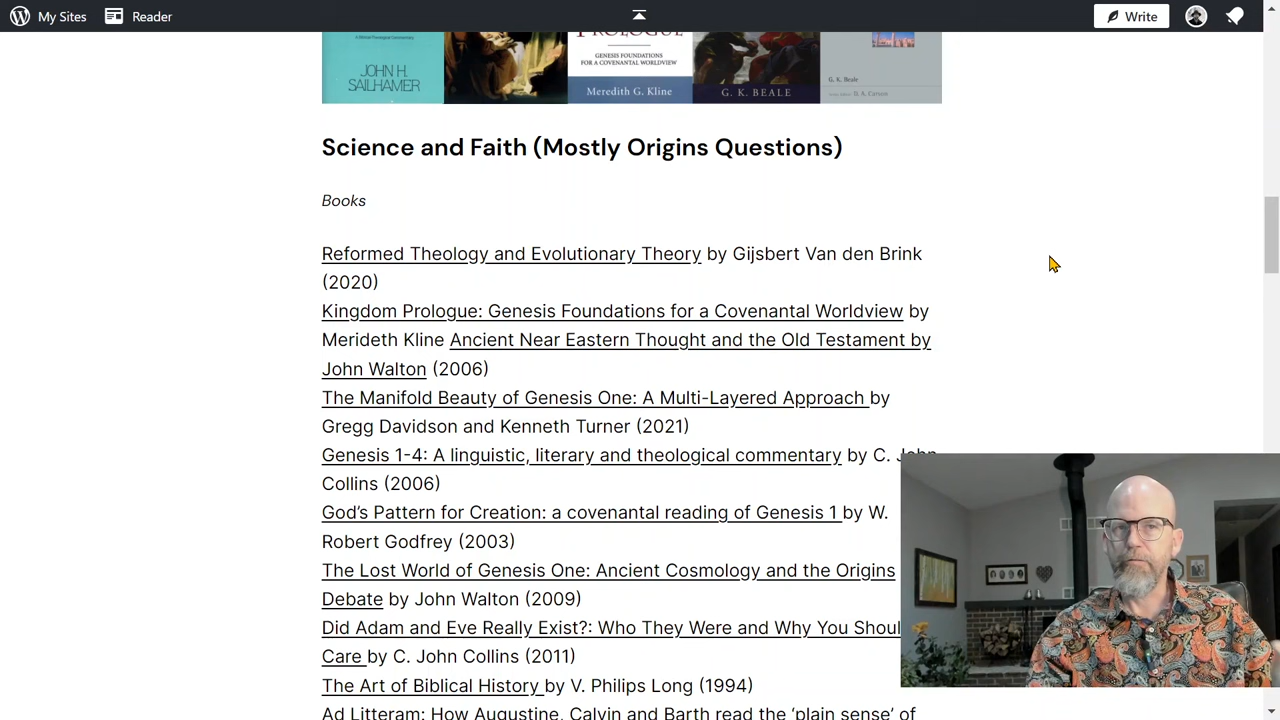 My Sites
Reader
Write
JOHN H.
SAILHAMER
GENESIS FOUNDATIONS
FOR A COVENANTAL WORLDVIEW
Meredith G. Kline
G. K. BEALE
G. K. Beale
D. A. Carson
Science and Faith (Mostly Origins Questions)
Books
Reformed Theology and Evolutionary Theory by Gijsbert Van den Brink
(2020)
Kingdom Prologue: Genesis Foundations for a Covenantal Worldview by
Merideth Kline Ancient Near Eastern Thought and the Old Testament by
John Walton (2006)
The Manifold Beauty of Genesis One: A Multi-Layered Approach by
Gregg Davidson and Kenneth Turner (2021)
Genesis 1-4: A linguistic, literary and theological commentary by C. John
Collins (2006)
God's Pattern for Creation: a covenantal reading of Genesis 1 by W.
Robert Godfrey (2003)
The Lost World of Genesis One: Ancient Cosmology and the Origins
Debate by John Walton (2009)
Did Adam and Eve Really Exist?: Who They Were and Why You Shoul
Care by C. John Collins (2011)
The Art of Biblical History by V. Philips Long (1994)
Ad Litteram: How Augustine, Calvin and Barth read the 'plain sense' of